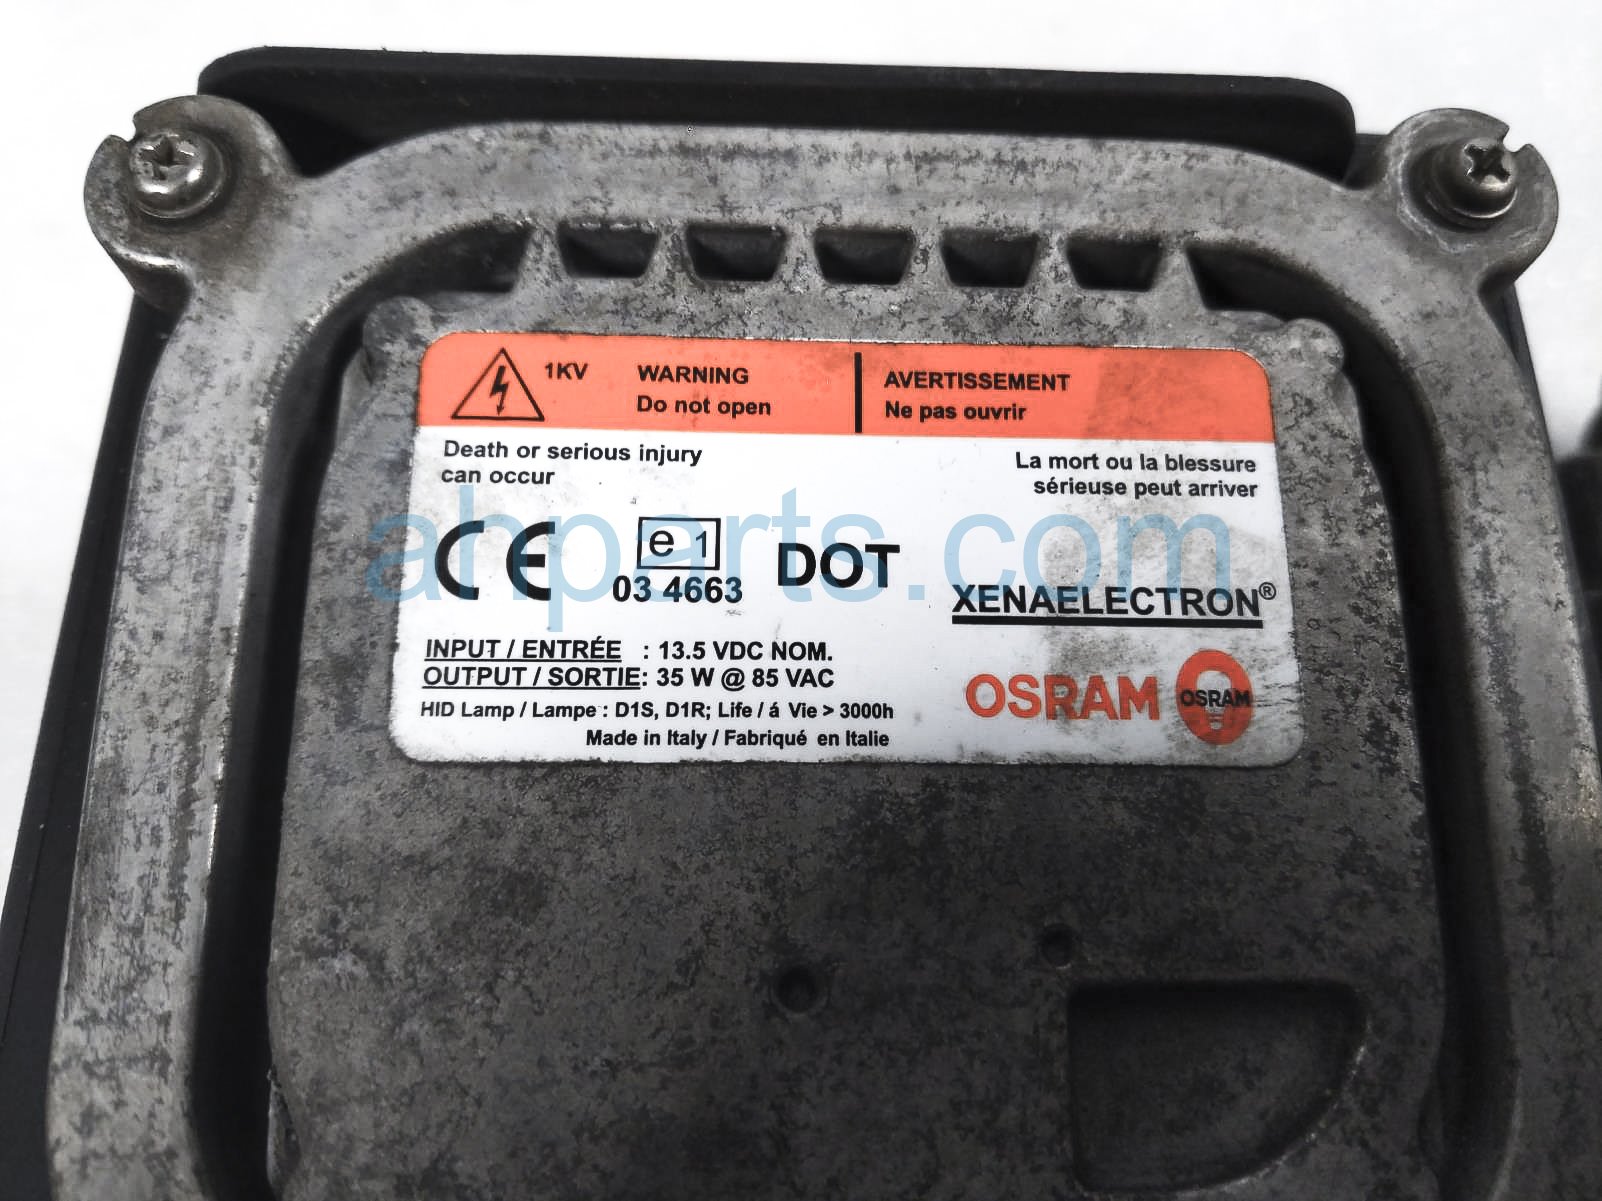 1KV WARNING AVERTISSEMENT
Do not open Ne pas ouvrir
Death or serious injury
can occur
La mort ou la blessure
sérieuse peut arriver
CE e 1 DOT
03 4663
XENAELECTRON®
INPUT / ENTRÉE : 13.5 VDC NOM.
OUTPUT / SORTIE: 35 W @ 85 VAC
HID Lamp / Lampe : D1S, D1R; Life / á Vie > 3000h
Made in Italy / Fabriqué en Italie
OSRAM OSRAM
ahparts.com